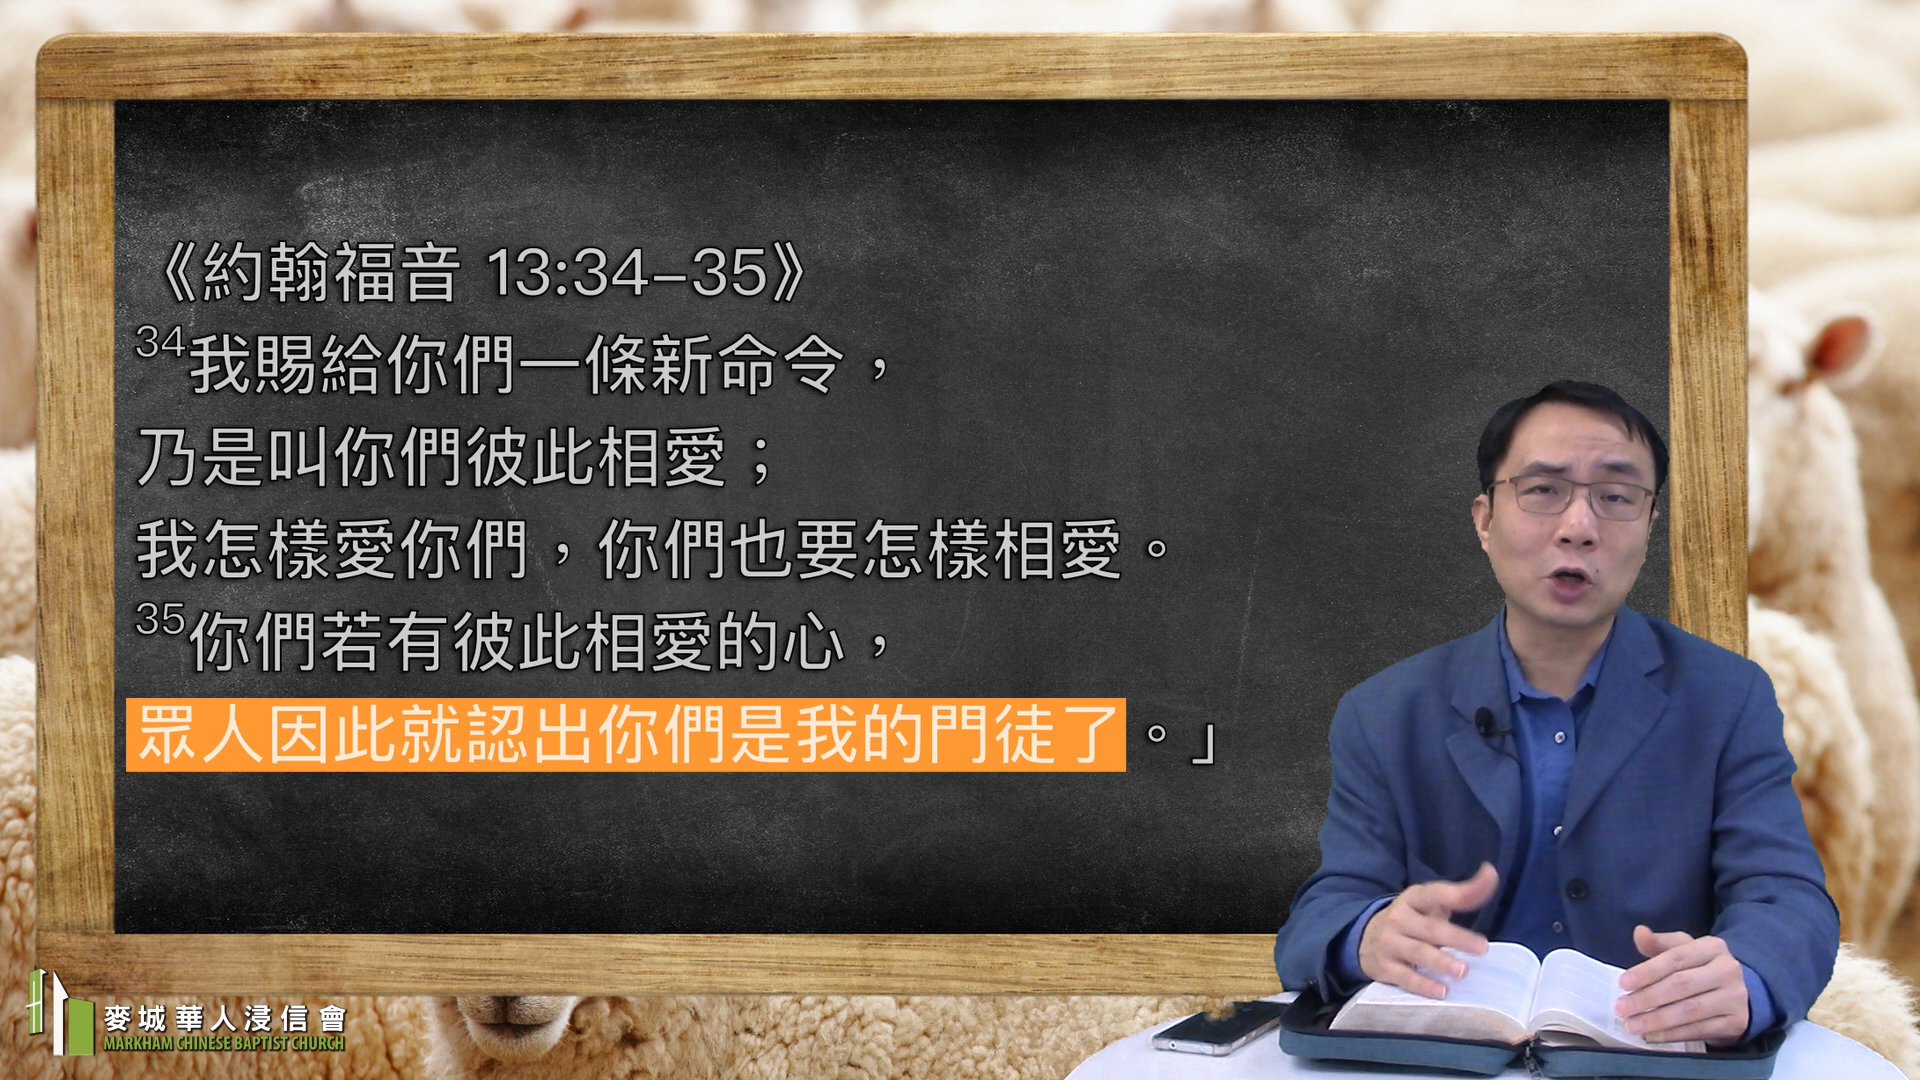 《約翰福音 13:34–35》
34我賜給你們一條新命令，
乃是叫你們彼此相愛；
我怎樣愛你們，你們也要怎樣相愛。
35你們若有彼此相愛的心，
眾人因此就認出你們是我的門徒了。」
麥城華人浸信會
MARKHAM CHINESE BAPTIST CHURCH